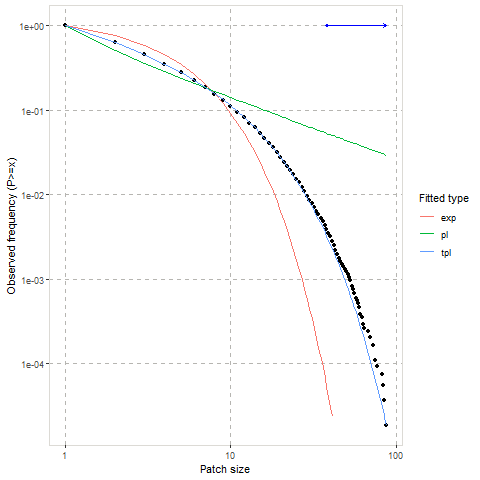 1e+00
1e-01
1e-02
1e-03
1e-04
Observed frequency (P>=x)
1
10
100
Patch size
Fitted type
exp
pl
tpl